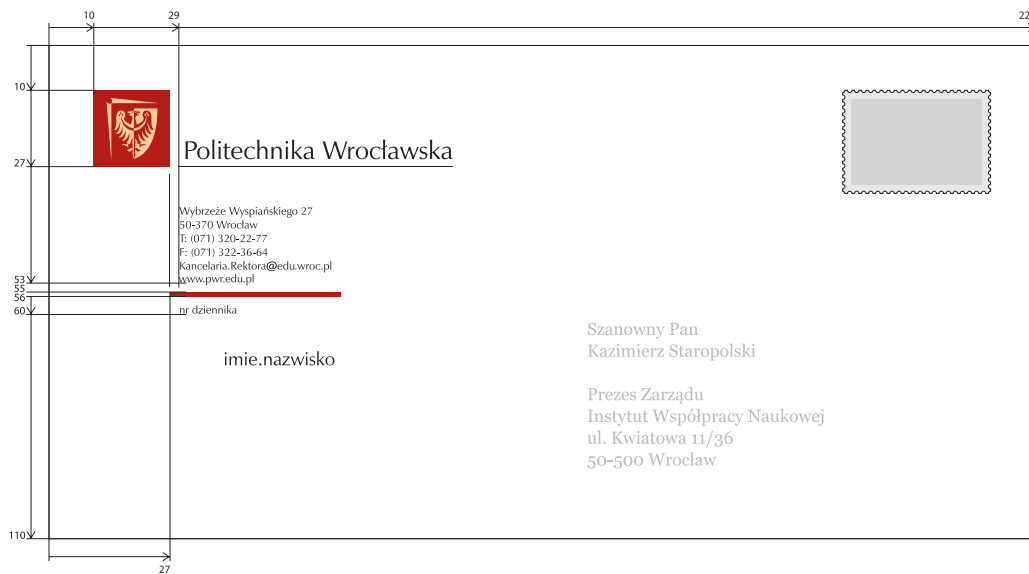 10
29
22
10
27
Politechnika Wrocławska
Wybrzeże Wyspiańskiego 27
50-370 Wrocław
T: (071) 320-22-77
F: (071) 322-36-64
Kancelaria.Rektora@edu.wroc.pl
www.pwr.edu.pl
53
55
56
60
nr dziennika
imie.nazwisko
Szanowny Pan
Kazimierz Staropolski
Prezes Zarządu
Instytut Współpracy Naukowej
ul. Kwiatowa 11/36
50-500 Wrocław
110
27